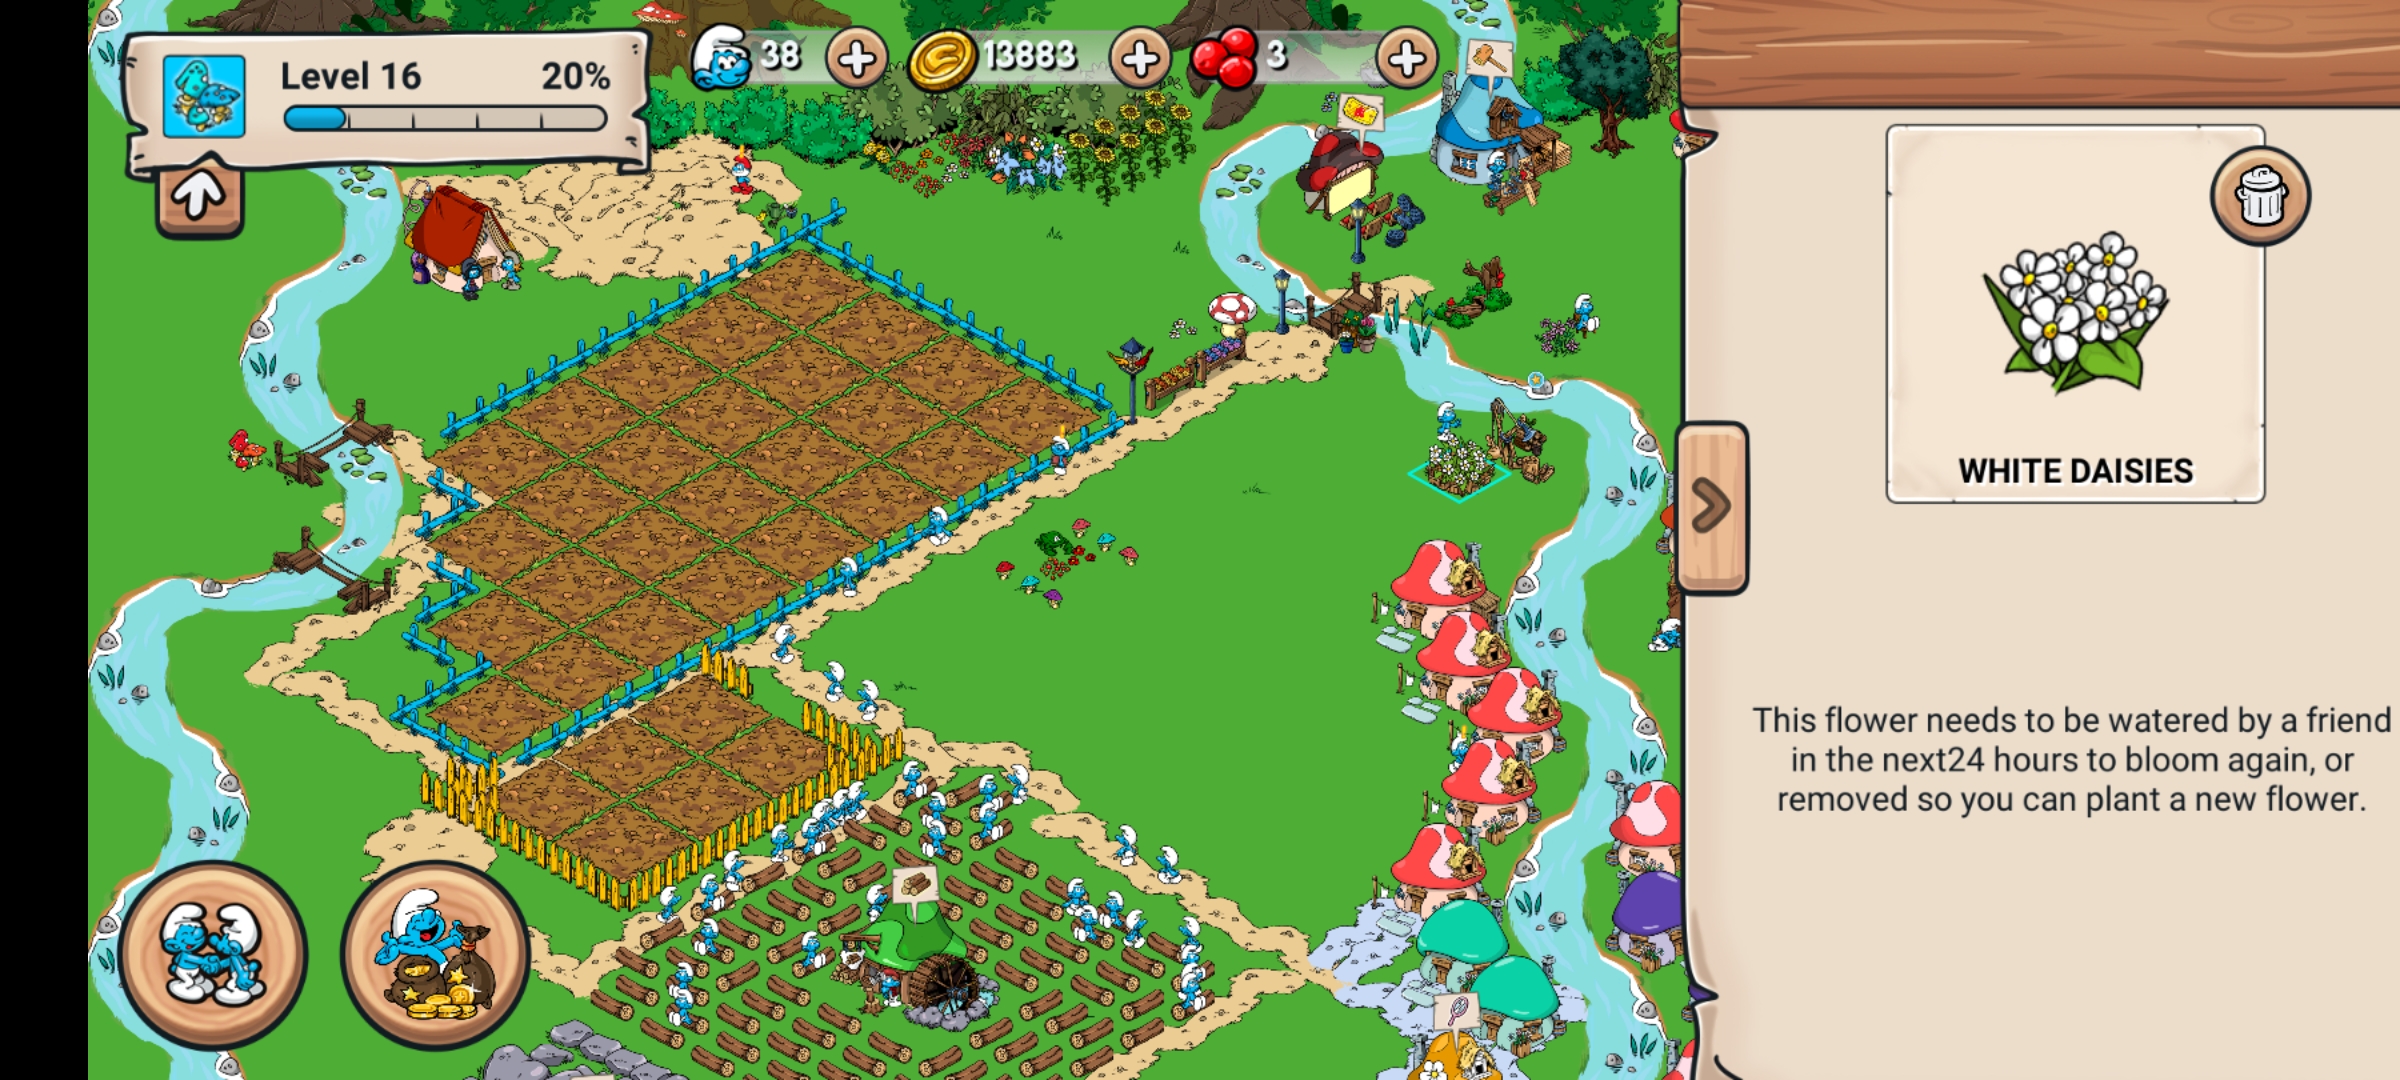 Level 16 20%
38
13883
3
WHITE DAISIES
This flower needs to be watered by a friend
in the next24 hours to bloom again, or
removed so you can plant a new flower.